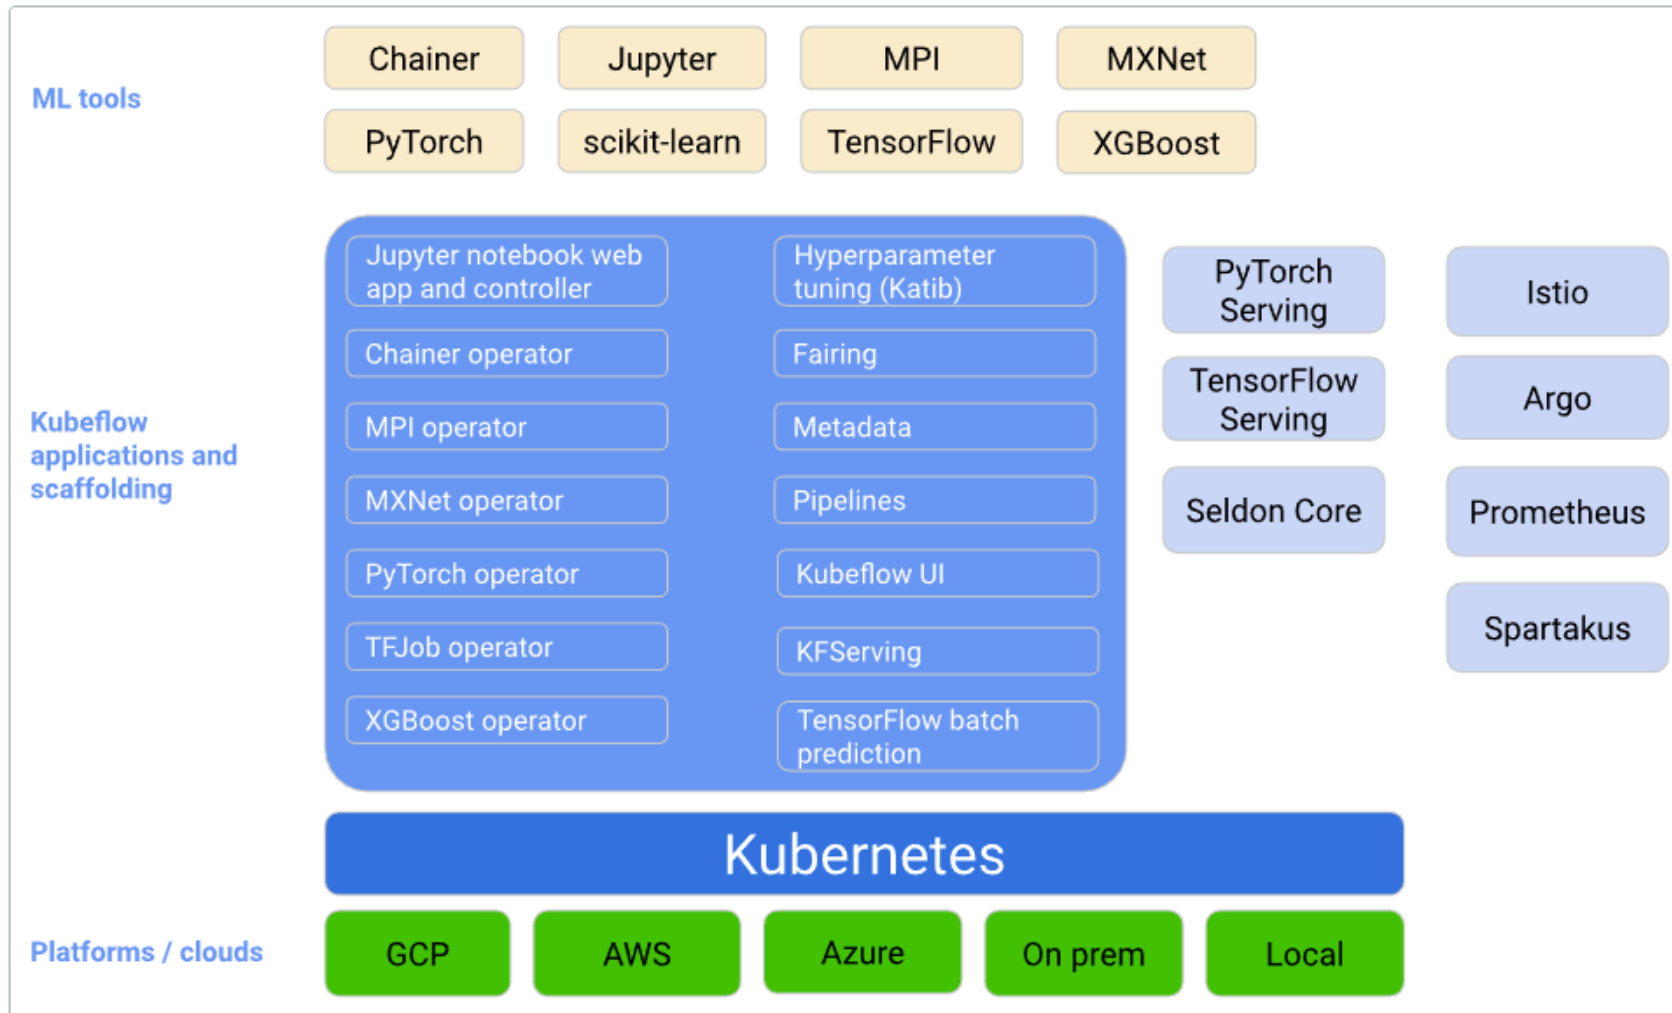 ML tools
Chainer
Jupyter
MPI
MXNet
PyTorch
scikit-learn
TensorFlow
XGBoost
Kubeflow
applications and
scaffolding
Jupyter notebook web
app and controller
Chainer operator
MPI operator
MXNet operator
PyTorch operator
TFJob operator
XGBoost operator
Hyperparameter
tuning (Katib)
Fairing
Metadata
Pipelines
Kubeflow UI
KFServing
TensorFlow batch
prediction
PyTorch
Serving
TensorFlow
Serving
Seldon Core
Istio
Argo
Prometheus
Spartakus
Kubernetes
Platforms / clouds
GCP
AWS
Azure
On prem
Local